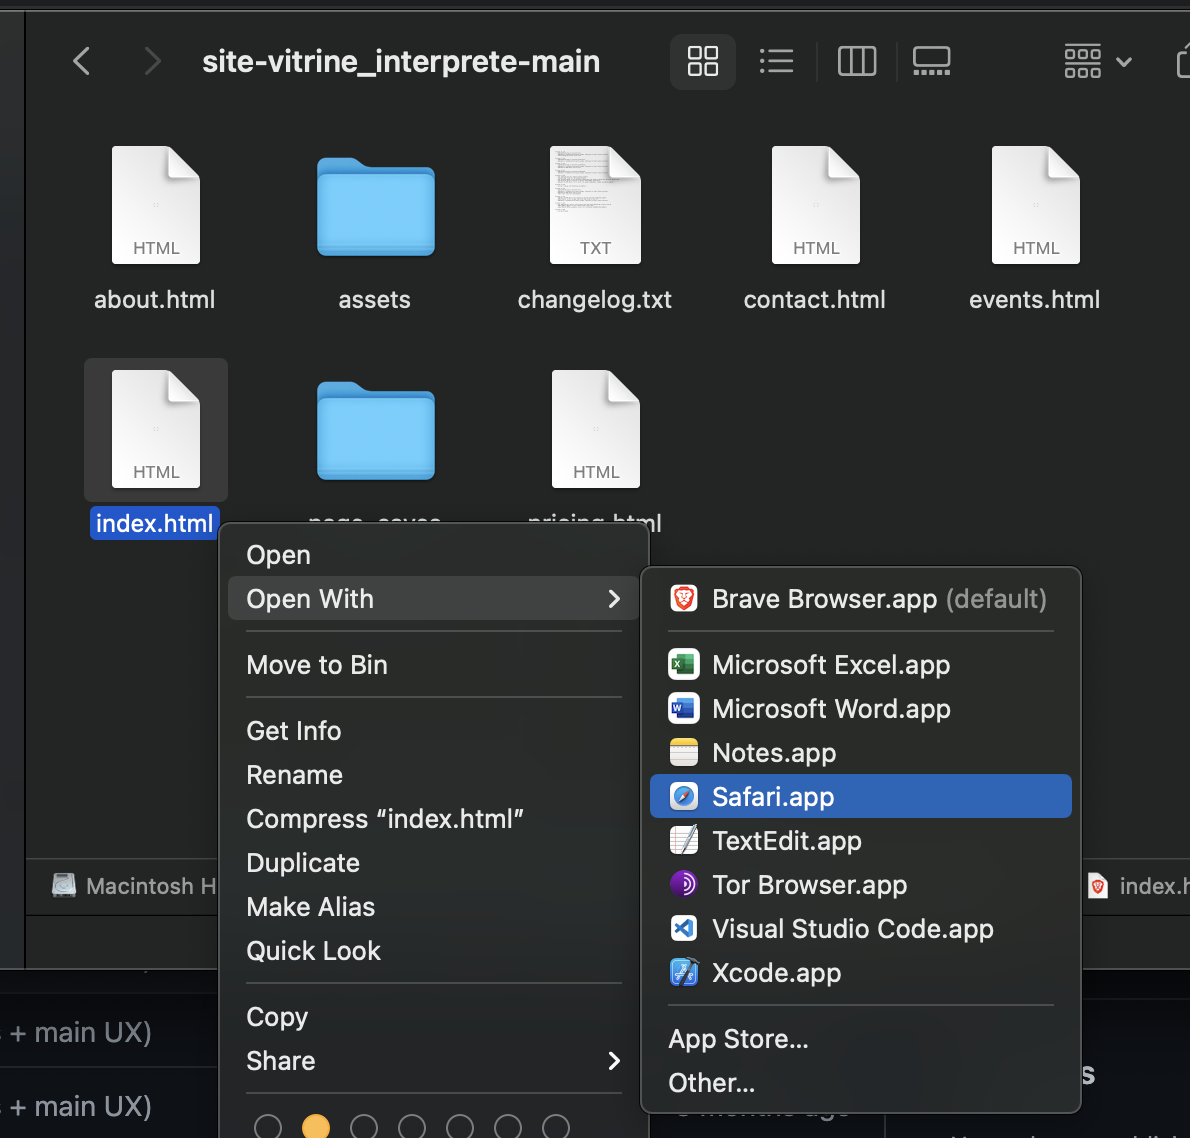 site-vitrine_interprete-main
HTML
TXT
HTML
HTML
about.html
assets
changelog.txt
contact.html
events.html
HTML
HTML
index.html
Open
Open With
Move to Bin
Get Info
Rename
Compress “index.html”
Duplicate
Make Alias
Quick Look
Copy
Share
Brave Browser.app (default)
Microsoft Excel.app
Microsoft Word.app
Notes.app
Safari.app
TextEdit.app
Tor Browser.app
Visual Studio Code.app
Xcode.app
App Store...
Other...
Macintosh H
index.h
+ main UX)
+ main UX)